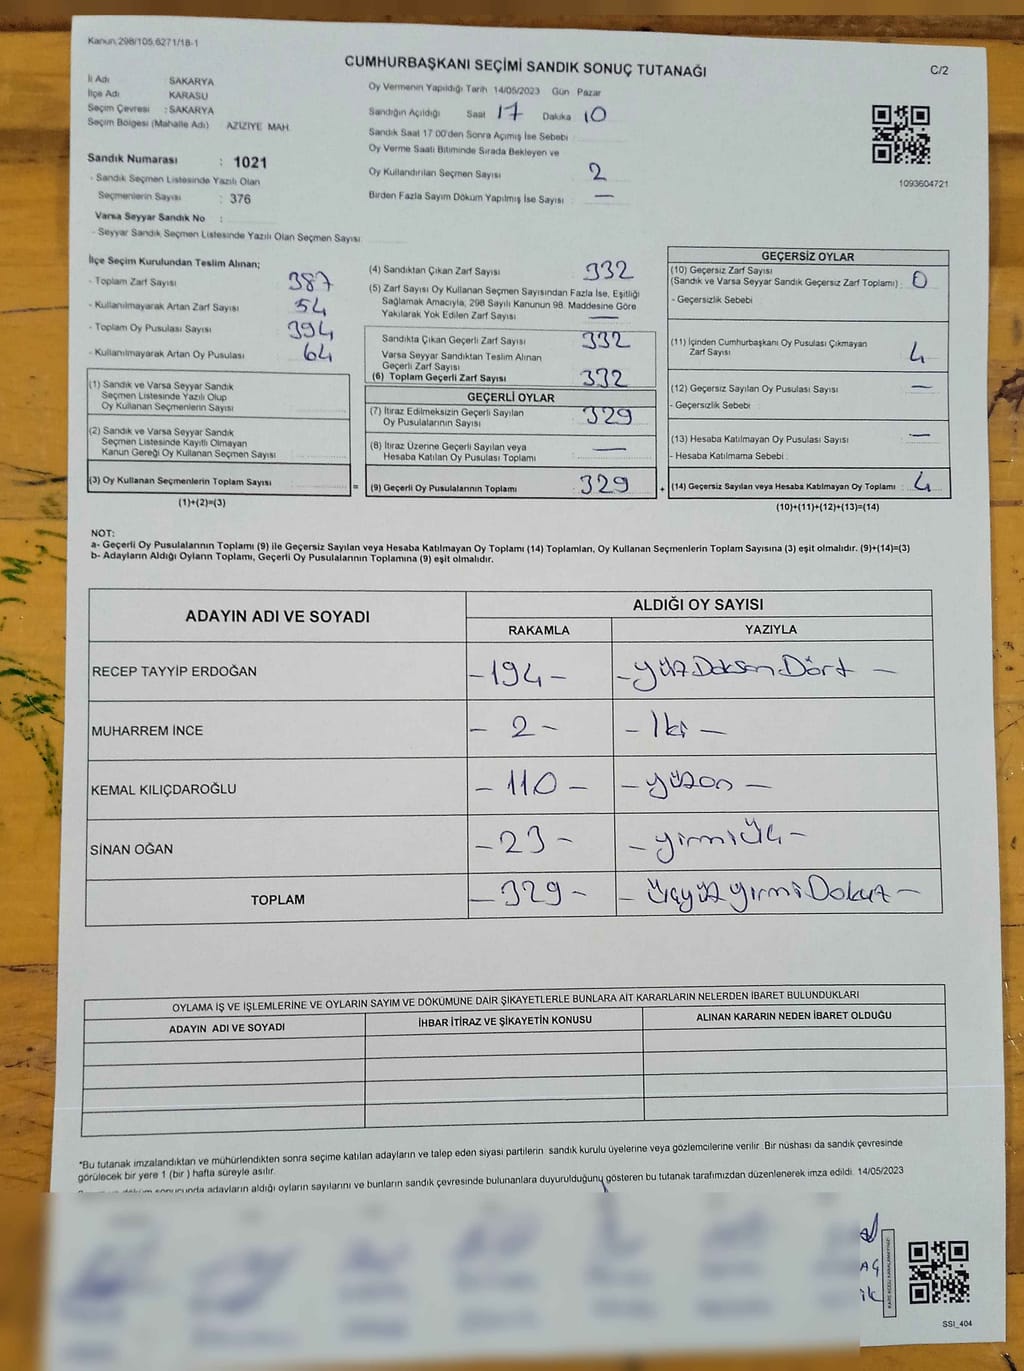 Kanun 298/105.6271/18-1
CUMHURBAŞKANI SEÇİMİ SANDIK SONUÇ TUTANAĞI
C/2
İl Adı SAKARYA
İlçe Adı KARASU
Seçim Çevresi : SAKARYA
Seçim Bölgesi (Mahalle Adı) AZİZİYE MAH.
Sandık Numarası : 1021
- Sandık Seçmen Listesinde Yazılı Olan
Seçmenlerin Sayısı : 376
Varsa Seyyar Sandık No :
- Seyyar Sandık Seçmen Listesinde Yazılı Olan Seçmen Sayısı
Oy Vermenin Yapıldığı Tarih 14/05/2023 Gün Pazar
Sandığın Açıldığı Saat 17 Dakika 10
Sandık Saat 17 00'den Sonra Açımış İse Sebebi
Oy Verme Saati Bitiminde Sırada Bekleyen ve
Oy Kullandırılan Seçmen Sayısı 2
Birden Fazla Sayım Döküm Yapılmış İse Sayısı —
1093604721
İlçe Seçim Kurulundan Teslim Alınan;
- Toplam Zarf Sayısı 387
- Kullanılmayarak Artan Zarf Sayısı 54
- Toplam Oy Pusulası Sayısı 394
- Kullanılmayarak Artan Oy Pusulası 64
(1) Sandık ve Varsa Seyyar Sandık
Seçmen Listesinde Yazılı Olup
Oy Kullanan Seçmenlerin Sayısı
(2) Sandık ve Varsa Seyyar Sandık
Seçmen Listesinde Kayıtlı Olmayan
Kanun Gereği Oy Kullanan Seçmen Sayısı
(3) Oy Kullanan Seçmenlerin Toplam Sayısı =
(1)+(2)=(3)
(4) Sandıktan Çıkan Zarf Sayısı 332
(5) Zarf Sayısı Oy Kullanan Seçmen Sayısından Fazla İse, Eşitliği
Sağlamak Amacıyla, 298 Sayılı Kanunun 98. Maddesine Göre
Yakılarak Yok Edilen Zarf Sayısı —
Sandıkta Çıkan Geçerli Zarf Sayısı 332
Varsa Seyyar Sandıktan Teslim Alınan
Geçerli Zarf Sayısı
(6) Toplam Geçerli Zarf Sayısı 332
GEÇERLİ OYLAR
(7) İtiraz Edilmeksizin Geçerli Sayılan
Oy Pusulalarının Sayısı 329
(8) İtiraz Üzerine Geçerli Sayılan veya
Hesaba Katılan Oy Pusulası Toplamı —
(9) Geçerli Oy Pusulalarının Toplamı 329 +
GEÇERSİZ OYLAR
(10) Geçersiz Zarf Sayısı
(Sandık ve Varsa Seyyar Sandık Geçersiz Zarf Toplamı) : 0
- Geçersizlik Sebebi
(11) İçinden Cumhurbaşkanı Oy Pusulası Çıkmayan
Zarf Sayısı 4
(12) Geçersiz Sayılan Oy Pusulası Sayısı —
- Geçersizlik Sebebi
(13) Hesaba Katılmayan Oy Pusulası Sayısı —
- Hesaba Katılmama Sebebi
(14) Geçersiz Sayılan veya Hesaba Katılmayan Oy Toplamı : 4
(10)+(11)+(12)+(13)=(14)
NOT:
a- Geçerli Oy Pusulalarının Toplamı (9) ile Geçersiz Sayılan veya Hesaba Katılmayan Oy Toplamı (14) Toplamları, Oy Kullanan Seçmenlerin Toplam Sayısına (3) eşit olmalıdır. (9)+(14)=(3)
b- Adayların Aldığı Oyların Toplamı, Geçerli Oy Pusulalarının Toplamına (9) eşit olmalıdır.
ADAYIN ADI VE SOYADI
ALDIĞI OY SAYISI
RAKAMLA YAZIYLA
RECEP TAYYİP ERDOĞAN -194- -yüz Doksan Dört -
MUHARREM İNCE - 2 - - İki -
KEMAL KILIÇDAROĞLU - 110 - - yüzon -
SİNAN OĞAN - 23 - - yirmiüç -
TOPLAM - 329 - - Üçyüz yirmi Dokuz -
OYLAMA İŞ VE İŞLEMLERİNE VE OYLARIN SAYIM VE DÖKÜMÜNE DAİR ŞİKAYETLERLE BUNLARA AİT KARARLARIN NELERDEN İBARET BULUNDUKLARI
ADAYIN ADI VE SOYADI İHBAR İTİRAZ VE ŞİKAYETİN KONUSU ALINAN KARARIN NEDEN İBARET OLDUĞU
*Bu tutanak imzalandıktan ve mühürlendikten sonra seçime katılan adayların ve talep eden siyasi partilerin sandık kurulu üyelerine veya gözlemcilerine verilir. Bir nüshası da sandık çevresinde
görülecek bir yere 1 (bir ) hafta süreyle asılır.
sonucunda adayların aldığı oyların sayılarını ve bunların sandık çevresinde bulunanlara duyurulduğunu gösteren bu tutanak tarafımızdan düzenlenerek imza edildi. 14/05/2023
AÇ
ik
SSI_404